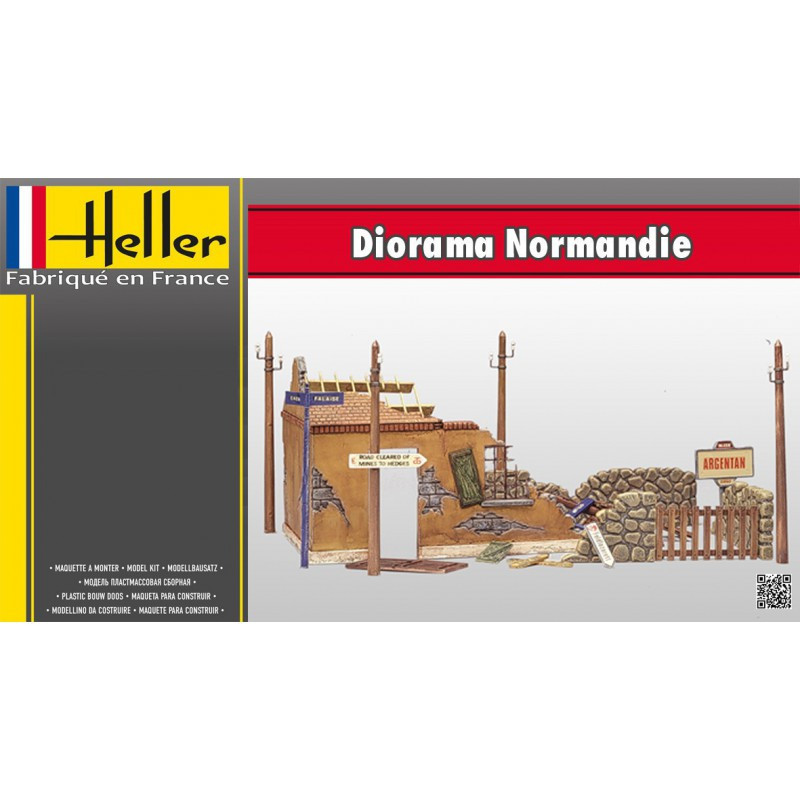 Heller
Fabriqué en France
Diorama Normandie
CAEN FALAISE
ROAD CLEARED OF
MINES TO HEDGES
ARGENTAN
• MAQUETTE A MONTER • MODEL KIT • MODELLBAUSATZ •
• МОДЕЛЬ ПЛАСТМАССОВАЯ СБОРНАЯ •
• PLASTIC BOUW DOOS • MAQUETA PARA CONSTRUIR •
• MODELLINO DA COSTRUIRE • MAQUETE PARA CONSTRUIR •